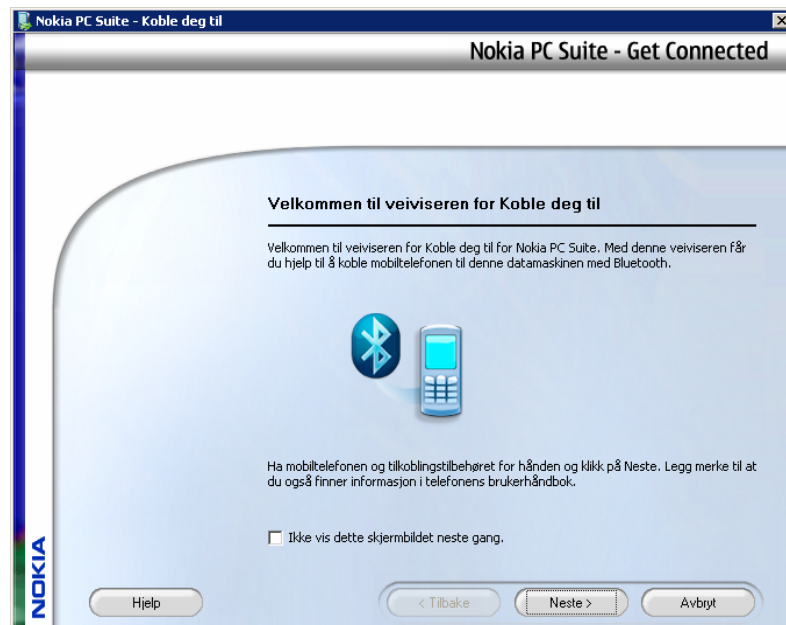 Nokia PC Suite - Koble deg til
Nokia PC Suite - Get Connected
Velkommen til veiviseren for Koble deg til
Velkommen til veiviseren for Koble deg til for Nokia PC Suite. Med denne veiviseren får
du hjelp til å koble mobiltelefonen til denne datamaskinen med Bluetooth.
Ha mobiltelefonen og tilkoblingstilbehøret for hånden og klikk på Neste. Legg merke til at
du også finner informasjon i telefonens brukerhåndbok.
Ikke vis dette skjermbildet neste gang.
NOKIA
Hjelp
< Tilbake
Neste >
Avbryt